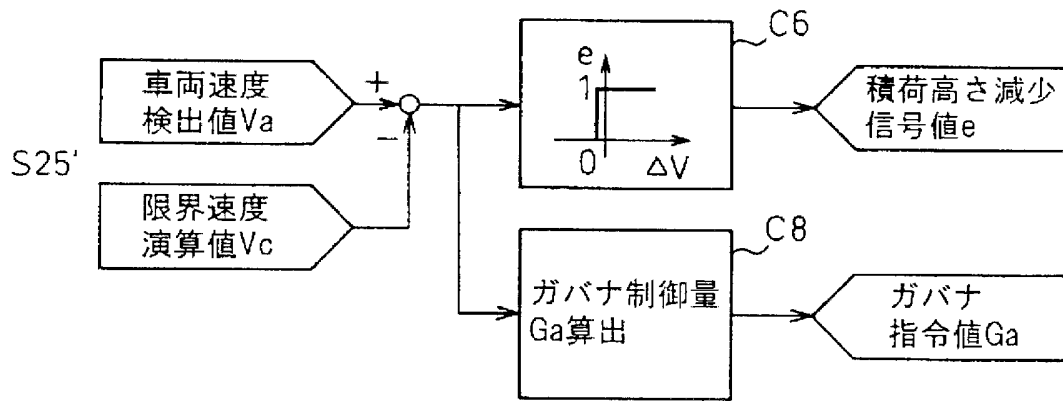 S25'
車両速度
検出値Va
+
−
限界速度
演算値Vc
C6
e
1
0
ΔV
積荷高さ減少
信号値e
C8
ガバナ制御量
Ga算出
ガバナ
指令値Ga